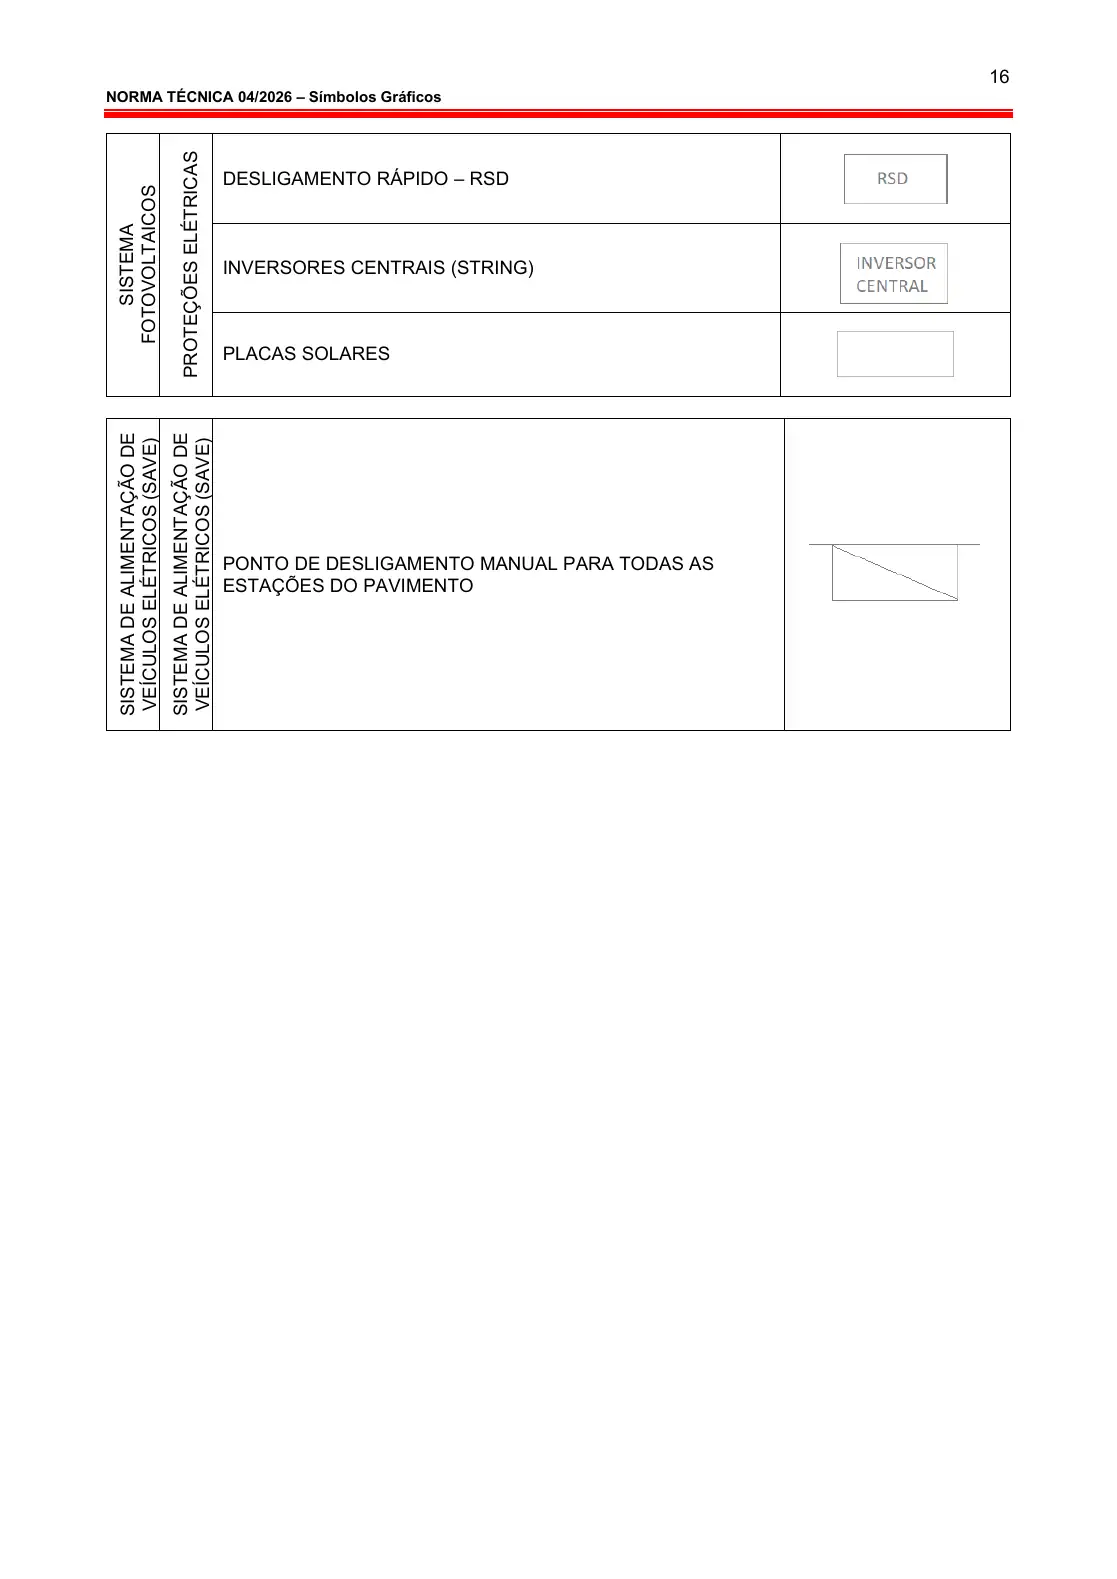 16
NORMA TÉCNICA 04/2026 – Símbolos Gráficos
SISTEMA
FOTOVOLTAICOS
PROTEÇÕES ELÉTRICAS
DESLIGAMENTO RÁPIDO – RSD
RSD
INVERSORES CENTRAIS (STRING)
INVERSOR
CENTRAL
PLACAS SOLARES
SISTEMA DE ALIMENTAÇÃO DE
VEÍCULOS ELÉTRICOS (SAVE)
SISTEMA DE ALIMENTAÇÃO DE
VEÍCULOS ELÉTRICOS (SAVE)
PONTO DE DESLIGAMENTO MANUAL PARA TODAS AS
ESTAÇÕES DO PAVIMENTO